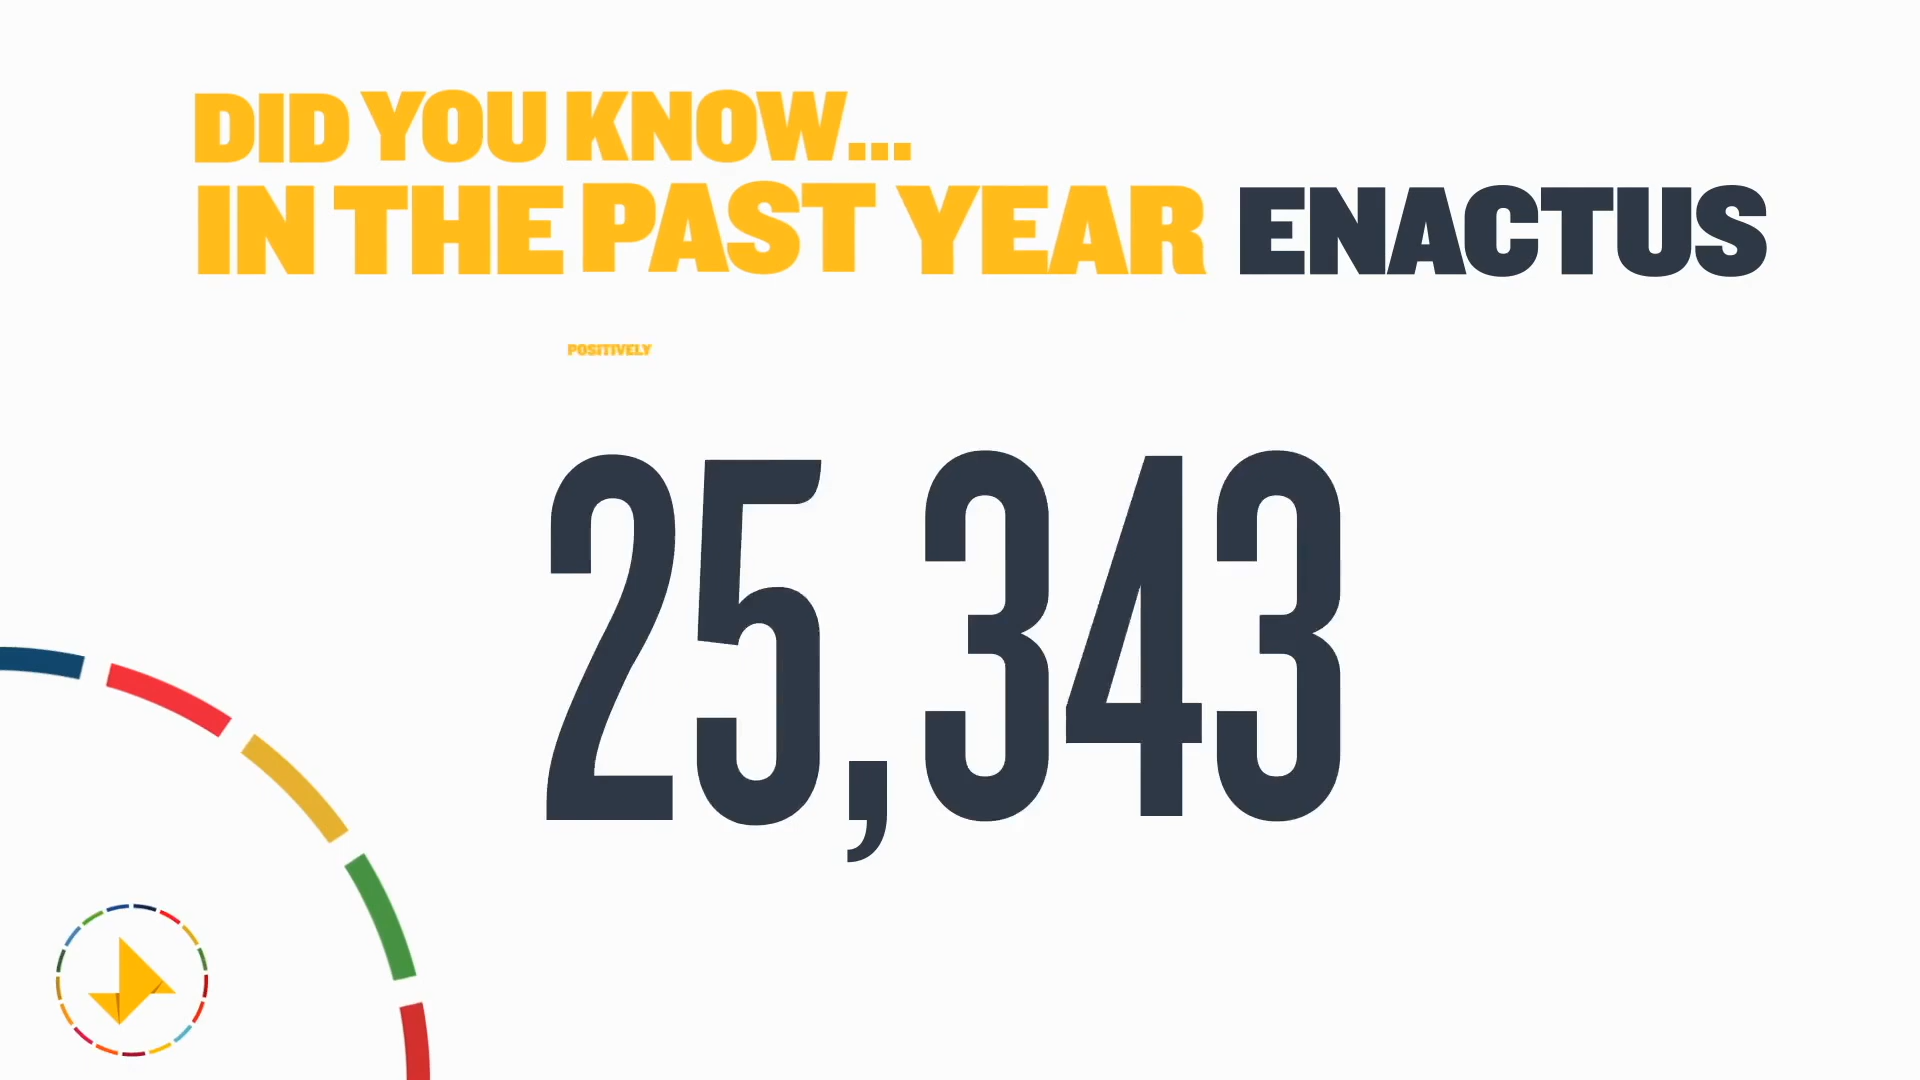 DID YOU KNOW...
IN THE PAST YEAR ENACTUS
POSITIVELY
25,343